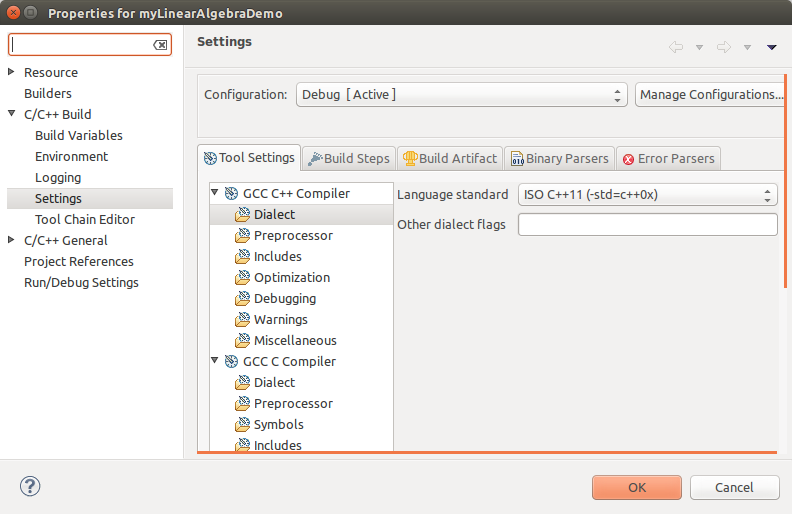 Properties for myLinearAlgebraDemo
Resource
Builders
C/C++ Build
Build Variables
Environment
Logging
Settings
Tool Chain Editor
C/C++ General
Project References
Run/Debug Settings
Settings
Configuration: Debug [ Active ] Manage Configurations...
Tool Settings Build Steps Build Artifact Binary Parsers Error Parsers
GCC C++ Compiler
Dialect
Preprocessor
Includes
Optimization
Debugging
Warnings
Miscellaneous
GCC C Compiler
Dialect
Preprocessor
Symbols
Includes
Language standard ISO C++11 (-std=c++0x)
Other dialect flags
? OK Cancel